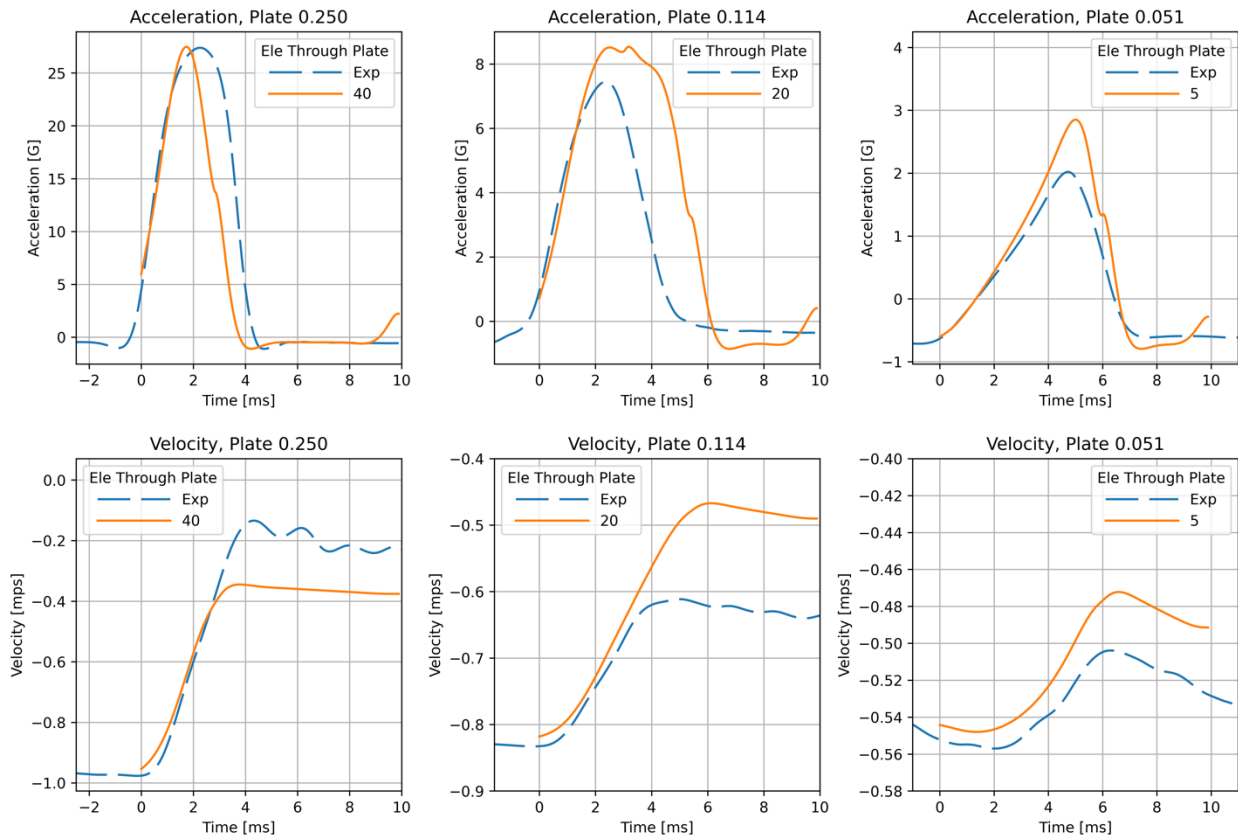 Acceleration, Plate 0.250
Acceleration [G]
25
20
15
10
5
0
Ele Through Plate
Exp
40
−2 0 2 4 6 8 10
Time [ms]
Acceleration, Plate 0.114
Acceleration [G]
8
6
4
2
0
Ele Through Plate
Exp
20
0 2 4 6 8 10
Time [ms]
Acceleration, Plate 0.051
Acceleration [G]
4
3
2
1
0
−1
Ele Through Plate
Exp
5
0 2 4 6 8 10
Time [ms]
Velocity, Plate 0.250
Velocity [mps]
0.0
−0.2
−0.4
−0.6
−0.8
−1.0
Ele Through Plate
Exp
40
−2 0 2 4 6 8 10
Time [ms]
Velocity, Plate 0.114
Velocity [mps]
−0.4
−0.5
−0.6
−0.7
−0.8
−0.9
Ele Through Plate
Exp
20
0 2 4 6 8 10
Time [ms]
Velocity, Plate 0.051
Velocity [mps]
−0.40
−0.42
−0.44
−0.46
−0.48
−0.50
−0.52
−0.54
−0.56
−0.58
Ele Through Plate
Exp
5
0 2 4 6 8 10
Time [ms]